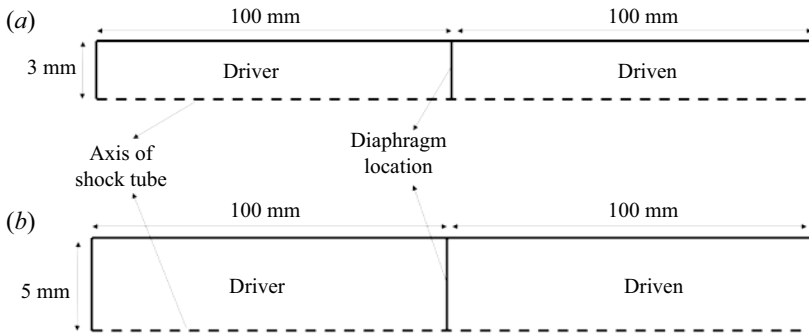 (a)
100 mm
100 mm
3 mm
Driver
Driven
Axis of
shock tube
Diaphragm
location
(b)
100 mm
100 mm
5 mm
Driver
Driven